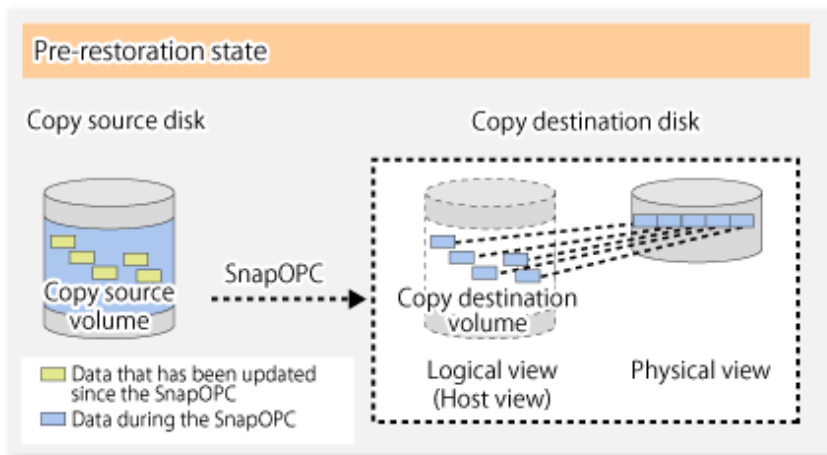 Pre-restoration state
Copy source disk
Copy destination disk
Copy source
volume
SnapOPC
Copy destination
volume
Logical view
(Host view)
Physical view
Data that has been updated
since the SnapOPC
Data during the SnapOPC